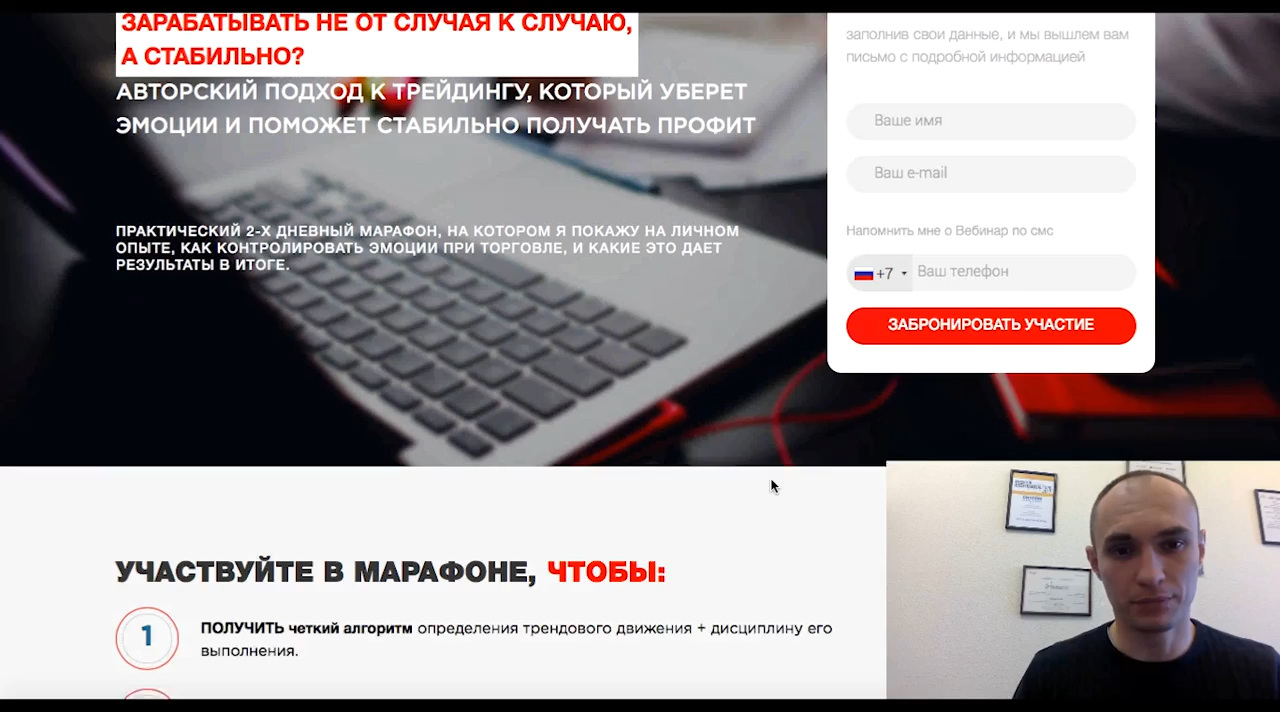 ЗАРАБАТЫВАТЬ НЕ ОТ СЛУЧАЯ К СЛУЧАЮ,
А СТАБИЛЬНО?
АВТОРСКИЙ ПОДХОД К ТРЕЙДИНГУ, КОТОРЫЙ УБЕРЕТ
ЭМОЦИИ И ПОМОЖЕТ СТАБИЛЬНО ПОЛУЧАТЬ ПРОФИТ
ПРАКТИЧЕСКИЙ 2-Х ДНЕВНЫЙ МАРАФОН, НА КОТОРОМ Я ПОКАЖУ НА ЛИЧНОМ
ОПЫТЕ, КАК КОНТРОЛИРОВАТЬ ЭМОЦИИ ПРИ ТОРГОВЛЕ, И КАКИЕ ЭТО ДАЕТ
РЕЗУЛЬТАТЫ В ИТОГЕ.
заполнив свои данные, и мы вышлем вам
письмо с подробной информацией
Ваше имя
Ваш e-mail
Напомнить мне о Вебинар по смс
+7 Ваш телефон
ЗАБРОНИРОВАТЬ УЧАСТИЕ
УЧАСТВУЙТЕ В МАРАФОНЕ, ЧТОБЫ:
1
ПОЛУЧИТЬ четкий алгоритм определения трендового движения + дисциплину его
выполнения.